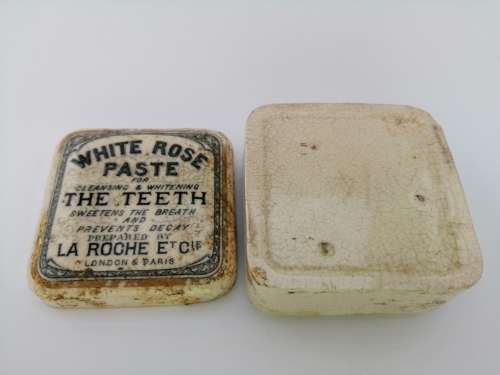 WHITE ROSE
PASTE
FOR
CLEANSING & WHITENING
THE TEETH
SWEETENS THE BREATH
AND
PREVENTS DECAY
PREPARED BY
LA ROCHE ET CIE
LONDON & PARIS